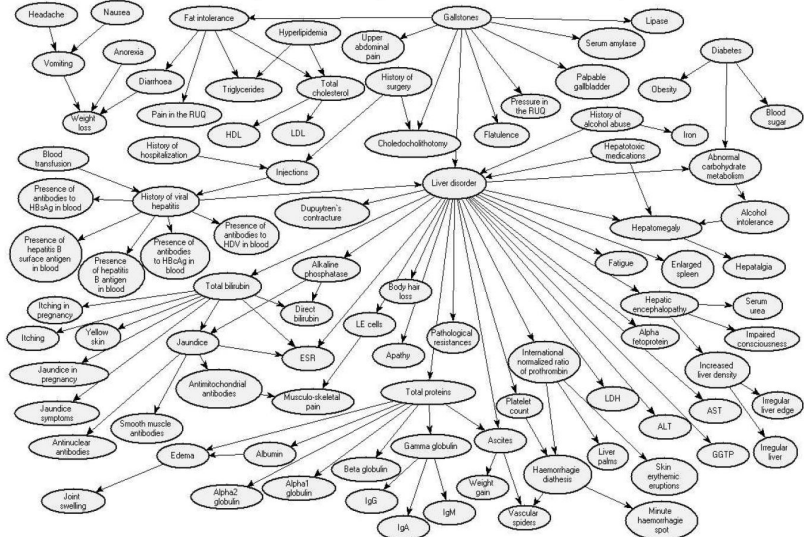 Headache
Nausea
Fat intolerance
Gallstones
Lipase
Hyperlipidemia
Upper
abdominal
pain
Serum amylase
Vomiting
Anorexia
Diabetes
Diarrhoea
Triglycerides
Total
cholesterol
History of
surgery
Palpable
gallbladder
Obesity
Weight
loss
Pain in the RUQ
HDL
LDL
Pressure in
the RUQ
Flatulence
Blood
sugar
Choledocholithotomy
History of
alcohol abuse
Iron
Blood
transfusion
History of
hospitalization
Injections
Hepatotoxic
medications
Abnormal
carbohydrate
metabolism
Liver disorder
Presence of
antibodies to
HBsAg in blood
History of viral
hepatitis
Dupuytren's
contracture
Presence of
antibodies to
HDV in blood
Hepatomegaly
Alcohol
intolerance
Presence of
hepatitis B
surface antigen
in blood
Presence
of hepatitis
B antigen
in blood
Presence of
antibodies
to HBcAg in
blood
Alkaline
phosphatase
Fatigue
Enlarged
spleen
Hepatalgia
Total bilirubin
Body hair
loss
Itching in
pregnancy
Direct
bilirubin
Hepatic
encephalopathy
Serum
urea
Itching
Yellow
skin
Jaundice
LE cells
Pathological
resistances
Alpha
fetoprotein
Impaired
consciousness
ESR
Apathy
International
normalized ratio
of prothrombin
Increased
liver density
Jaundice in
pregnancy
Antimitochondrial
antibodies
Musculo-skeletal
pain
Total proteins
Platelet
count
LDH
AST
Irregular
liver edge
Jaundice
symptoms
Smooth muscle
antibodies
ALT
Antinuclear
antibodies
Edema
Albumin
Gamma globulin
Ascites
Liver
palms
GGTP
Irregular
liver
Beta globulin
Haemorrhagie
diathesis
Skin
erythemic
eruptions
Joint
swelling
Alpha2
globulin
Alpha1
globulin
IgG
Weight
gain
IgA
IgM
Vascular
spiders
Minute
haemorrhagie
spot